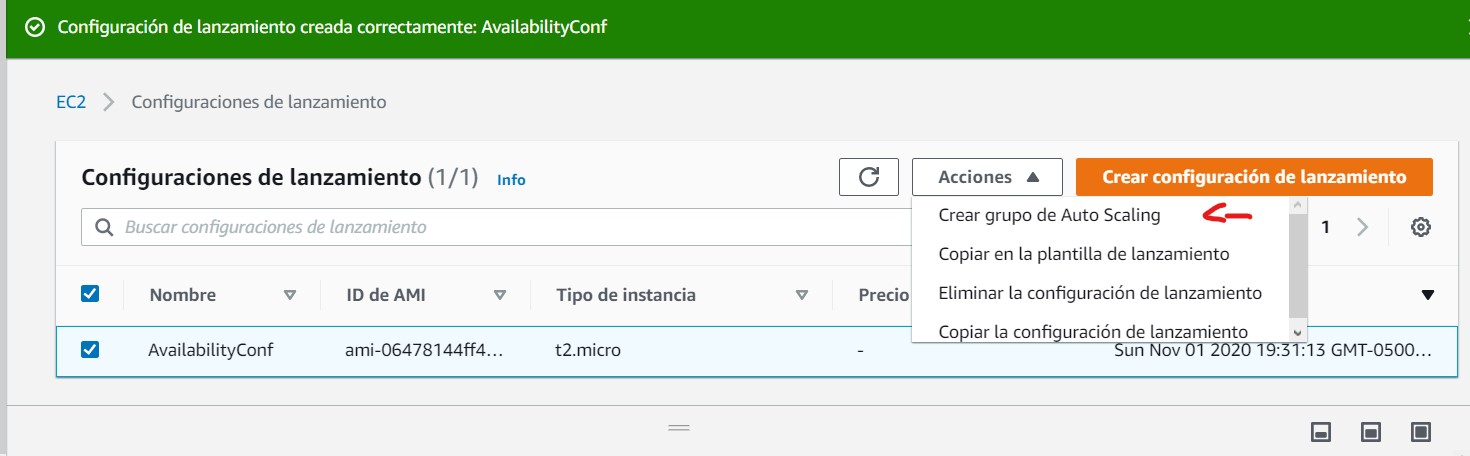 Configuración de lanzamiento creada correctamente: AvailabilityConf
EC2 Configuraciones de lanzamiento
Configuraciones de lanzamiento (1/1) Info
Acciones
Crear configuración de lanzamiento
Buscar configuraciones de lanzamiento
1
Crear grupo de Auto Scaling
Copiar en la plantilla de lanzamiento
Eliminar la configuración de lanzamiento
Copiar la configuración de lanzamiento
Nombre ID de AMI Tipo de instancia Precio
AvailabilityConf ami-06478144ff4... t2.micro - Sun Nov 01 2020 19:31:13 GMT-0500...